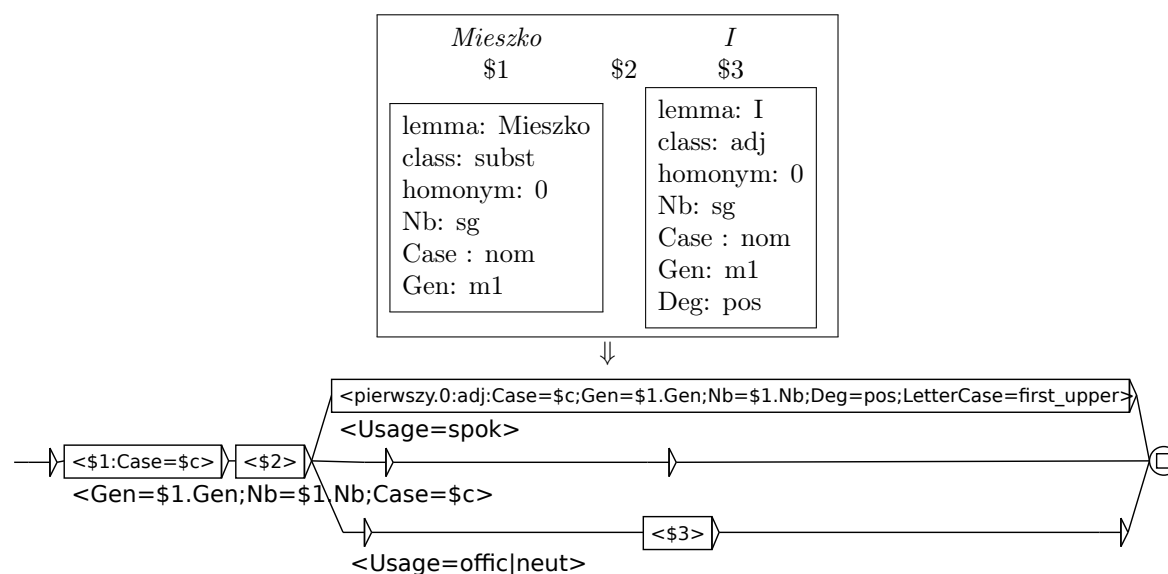 Mieszko I
$1 $2 $3
lemma: Mieszko
class: subst
homonym: 0
Nb: sg
Case : nom
Gen: m1
lemma: I
class: adj
homonym: 0
Nb: sg
Case : nom
Gen: m1
Deg: pos
⇓
<pierwszy.0:adj:Case=$c;Gen=$1.Gen;Nb=$1.Nb;Deg=pos;LetterCase=first_upper>
<Usage=spok>
<$1:Case=$c> <$2>
<Gen=$1.Gen;Nb=$1.Nb;Case=$c>
<$3>
<Usage=offic|neut>